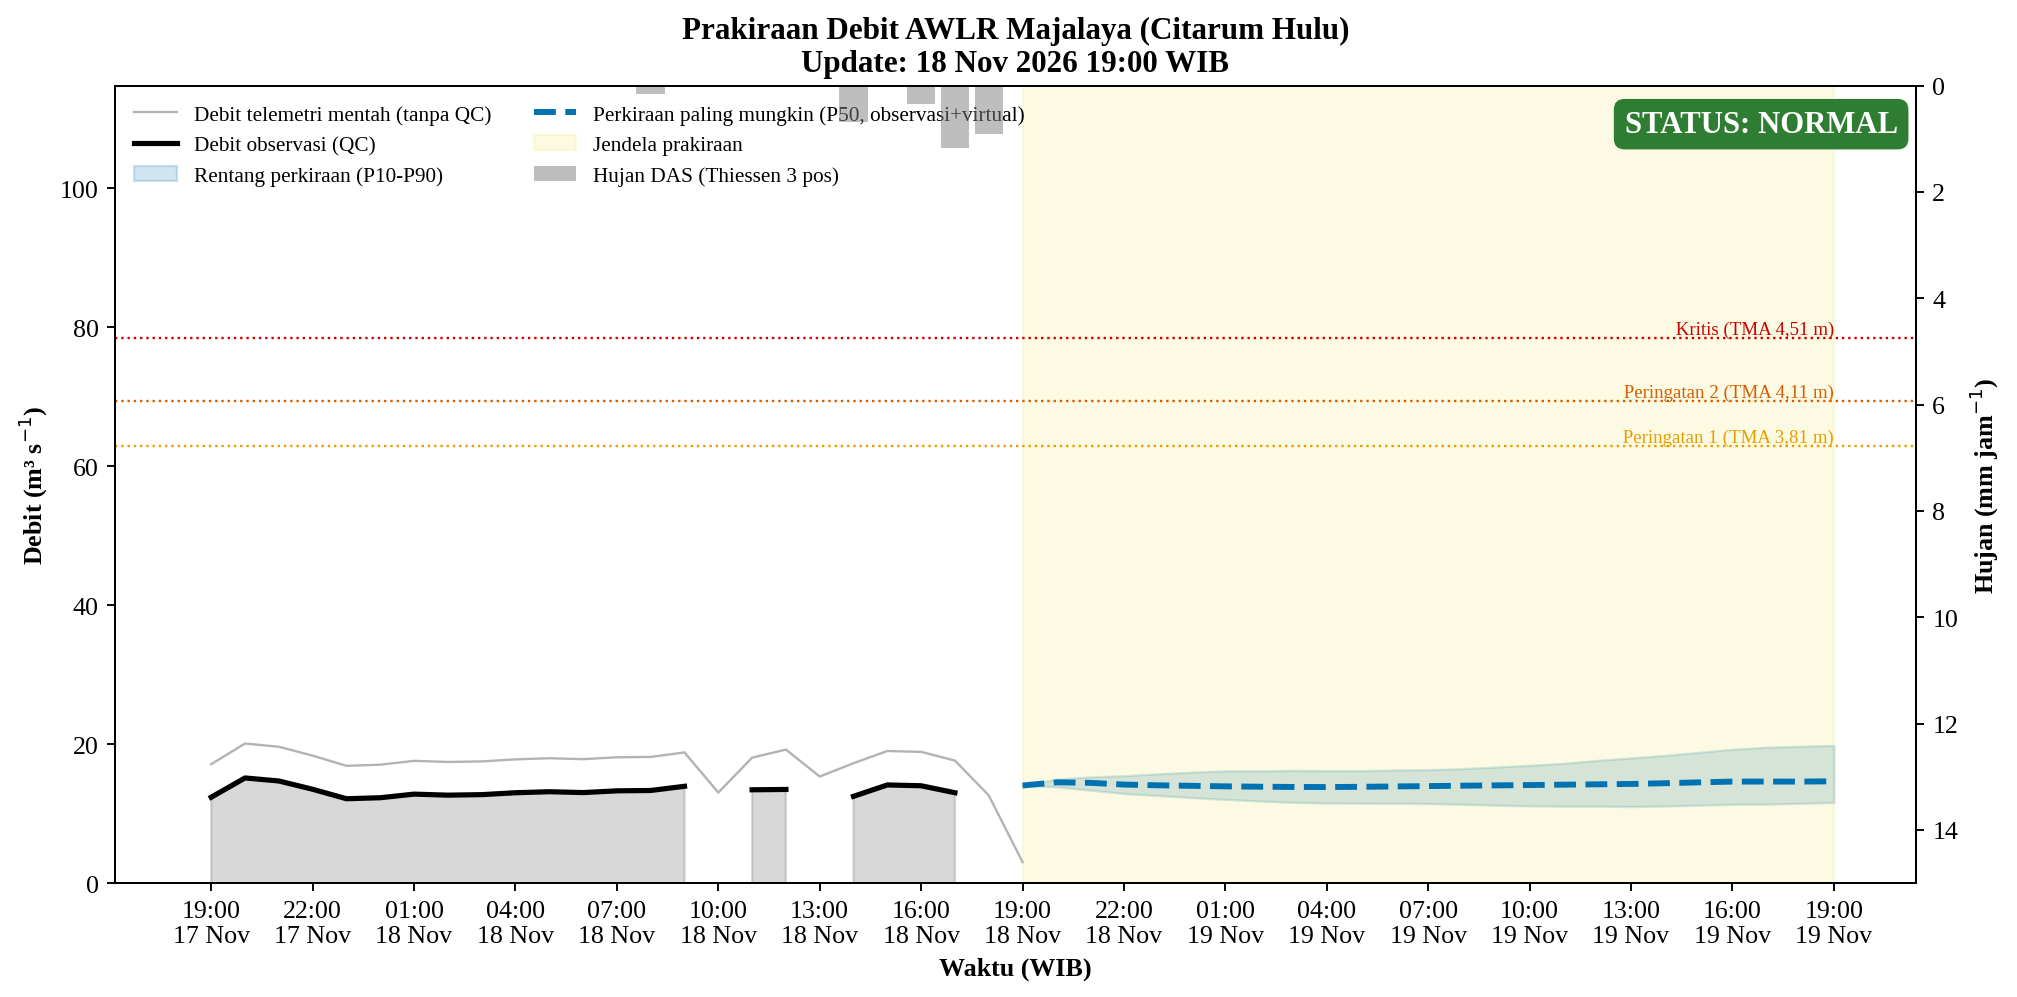 Prakiraan Debit AWLR Majalaya (Citarum Hulu)
Update: 18 Nov 2026 19:00 WIB
Debit telemetri mentah (tanpa QC)
Debit observasi (QC)
Rentang perkiraan (P10-P90)
Perkiraan paling mungkin (P50, observasi+virtual)
Jendela prakiraan
Hujan DAS (Thiessen 3 pos)
STATUS: NORMAL
Kritis (TMA 4,51 m)
Peringatan 2 (TMA 4,11 m)
Peringatan 1 (TMA 3,81 m)
Debit (m³ s⁻¹)
100
80
60
40
20
0
Hujan (mm jam⁻¹)
0
2
4
6
8
10
12
14
19:00 22:00 01:00 04:00 07:00 10:00 13:00 16:00 19:00 22:00 01:00 04:00 07:00 10:00 13:00 16:00 19:00
17 Nov 17 Nov 18 Nov 18 Nov 18 Nov 18 Nov 18 Nov 18 Nov 18 Nov 18 Nov 19 Nov 19 Nov 19 Nov 19 Nov 19 Nov 19 Nov 19 Nov
Waktu (WIB)